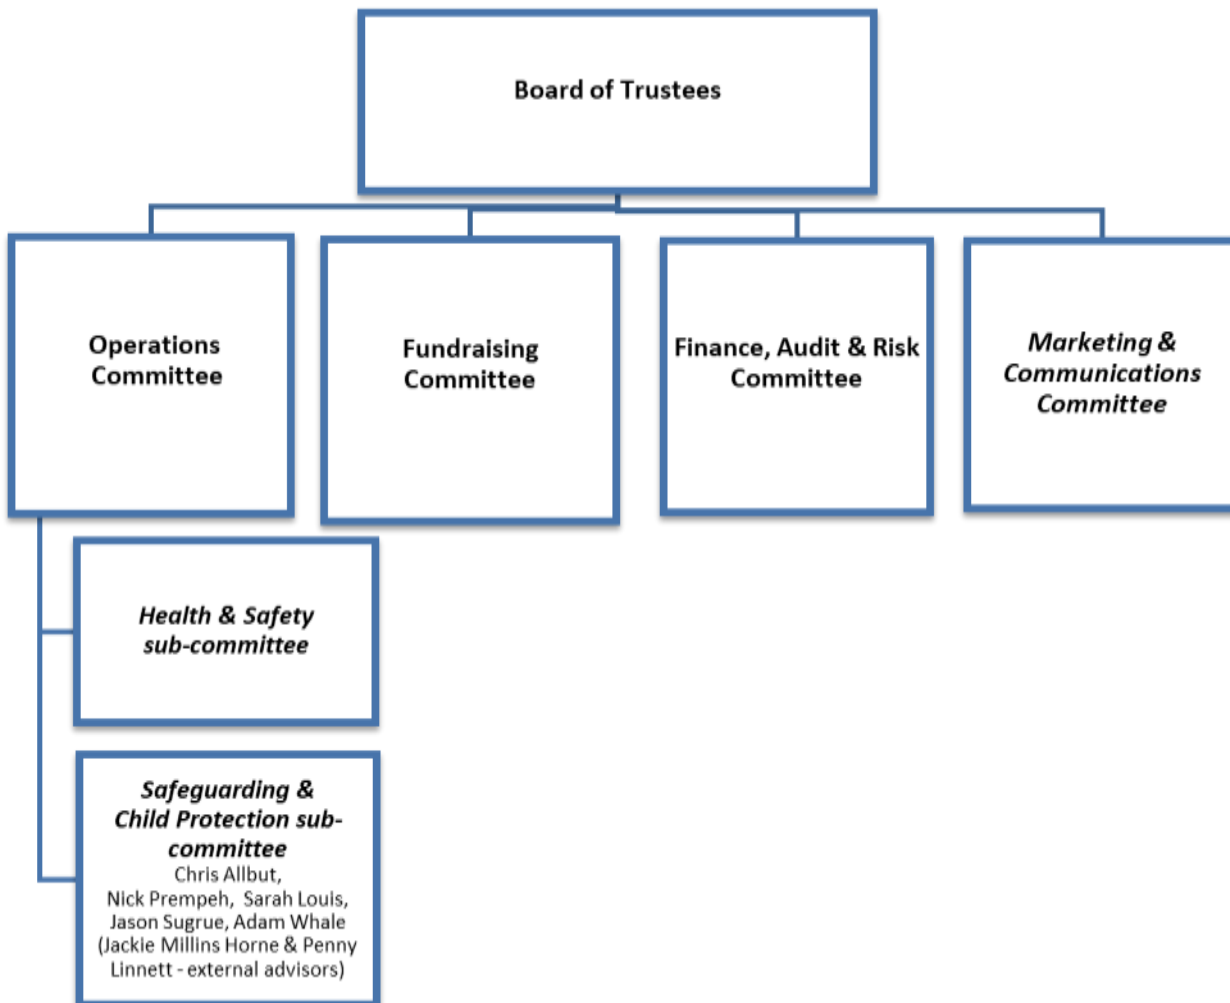 Board of Trustees
Operations
Committee
Fundraising
Committee
Finance, Audit & Risk
Committee
Marketing &
Communications
Committee
Health & Safety
sub-committee
Safeguarding &
Child Protection sub-
committee
Chris Allbut,
Nick Prempeh,  Sarah Louis,
Jason Sugrue, Adam Whale
(Jackie Millins Horne & Penny
Linnett - external advisors)